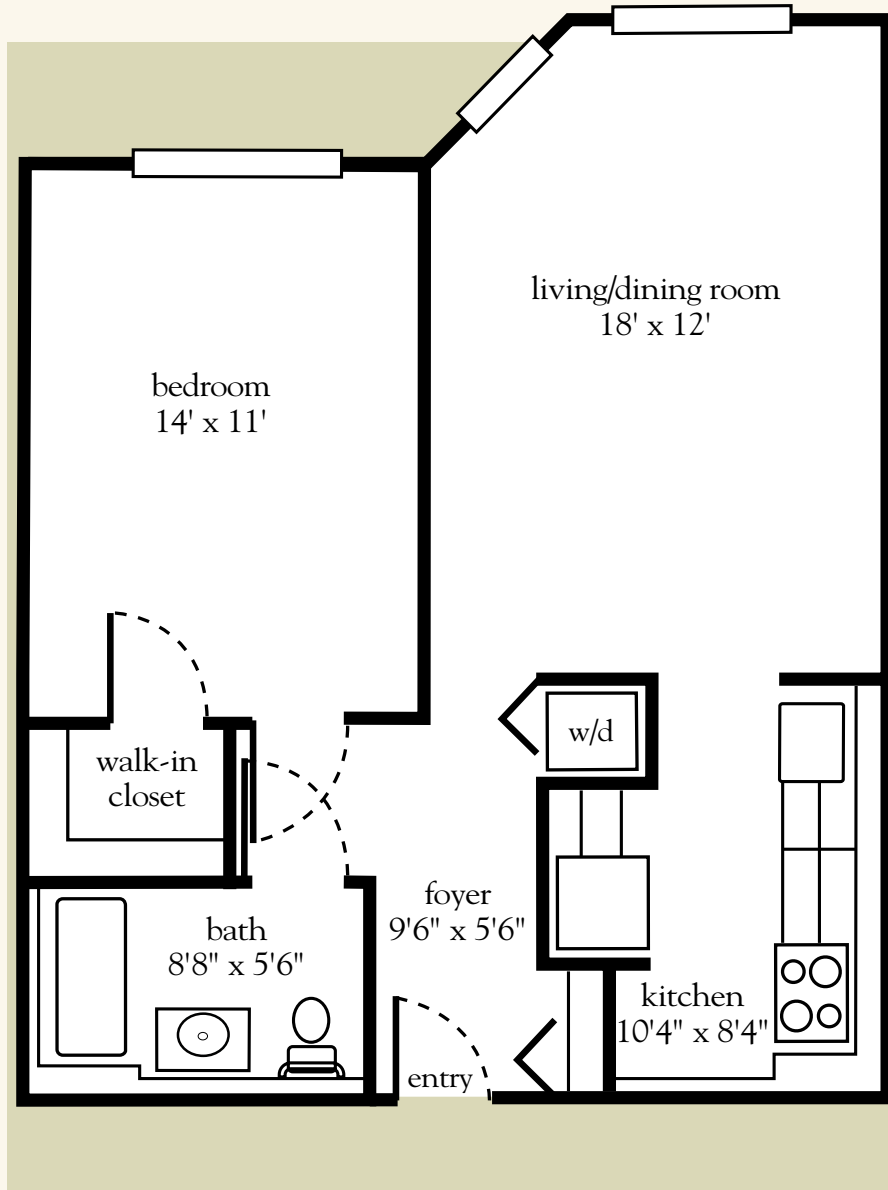 living/dining room
18' x 12'
bedroom
14' x 11'
w/d
walk-in
closet
foyer
9'6" x 5'6"
bath
8'8" x 5'6"
kitchen
10'4" x 8'4"
entry